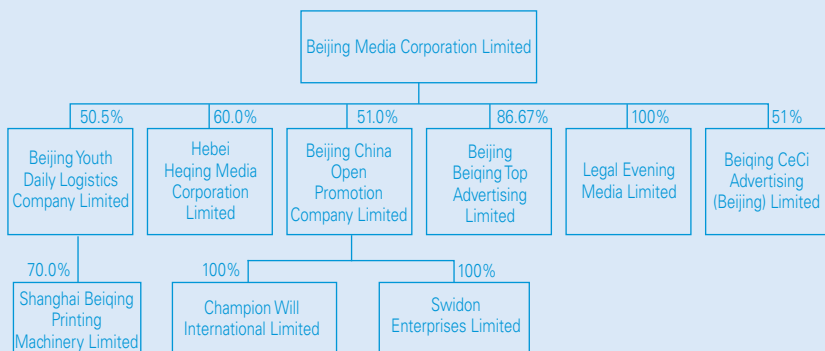 Beijing Media Corporation Limited
50.5%
60.0%
51.0%
86.67%
100%
51%
Beijing Youth
Daily Logistics
Company Limited
Hebei
Heqing Media
Corporation
Limited
Beijing China
Open
Promotion
Company Limited
Beijing
Beiqing Top
Advertising
Limited
Legal Evening
Media Limited
Beiqing CeCi
Advertising
(Beijing) Limited
70.0%
100%
100%
Shanghai Beiqing
Printing
Machinery Limited
Champion Will
International Limited
Swidon
Enterprises Limited